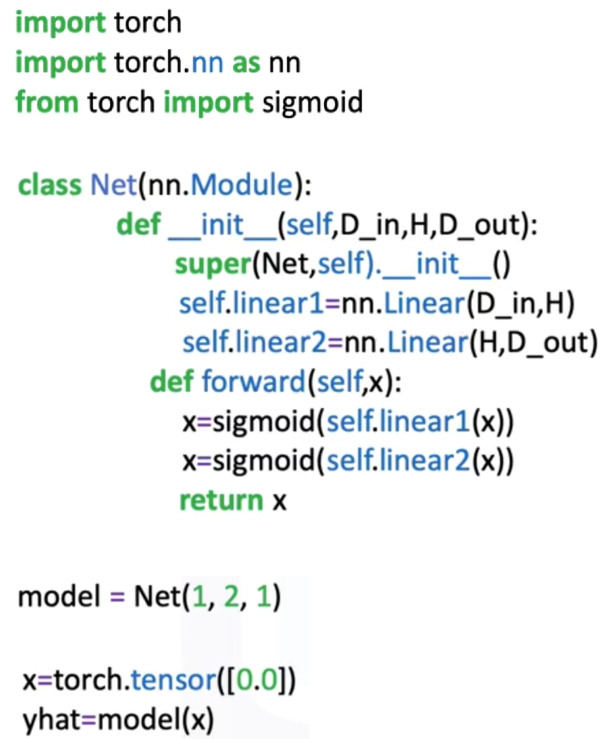 import torch
import torch.nn as nn
from torch import sigmoid
class Net(nn.Module):
def __init__(self,D_in,H,D_out):
super(Net,self).__init__()
self.linear1=nn.Linear(D_in,H)
self.linear2=nn.Linear(H,D_out)
def forward(self,x):
x=sigmoid(self.linear1(x))
x=sigmoid(self.linear2(x))
return x
model = Net(1, 2, 1)
x=torch.tensor([0.0])
yhat=model(x)